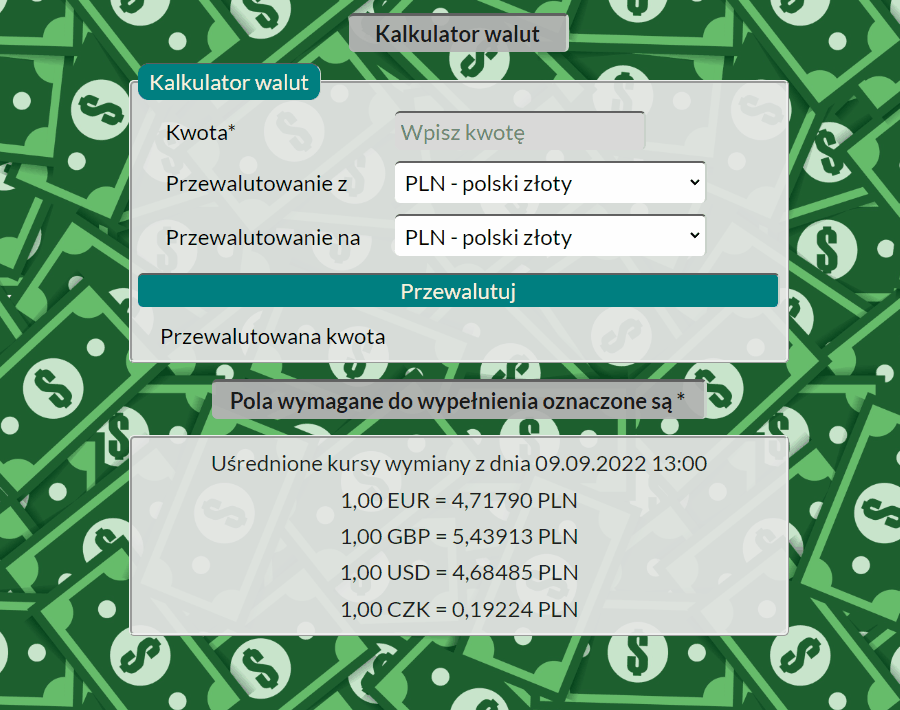 Kalkulator walut
Kalkulator walut
Kwota*
Wpisz kwotę
Przewalutowanie z
PLN - polski złoty
Przewalutowanie na
PLN - polski złoty
Przewalutuj
Przewalutowana kwota
Pola wymagane do wypełnienia oznaczone są *
Uśrednione kursy wymiany z dnia 09.09.2022 13:00
1,00 EUR = 4,71790 PLN
1,00 GBP = 5,43913 PLN
1,00 USD = 4,68485 PLN
1,00 CZK = 0,19224 PLN